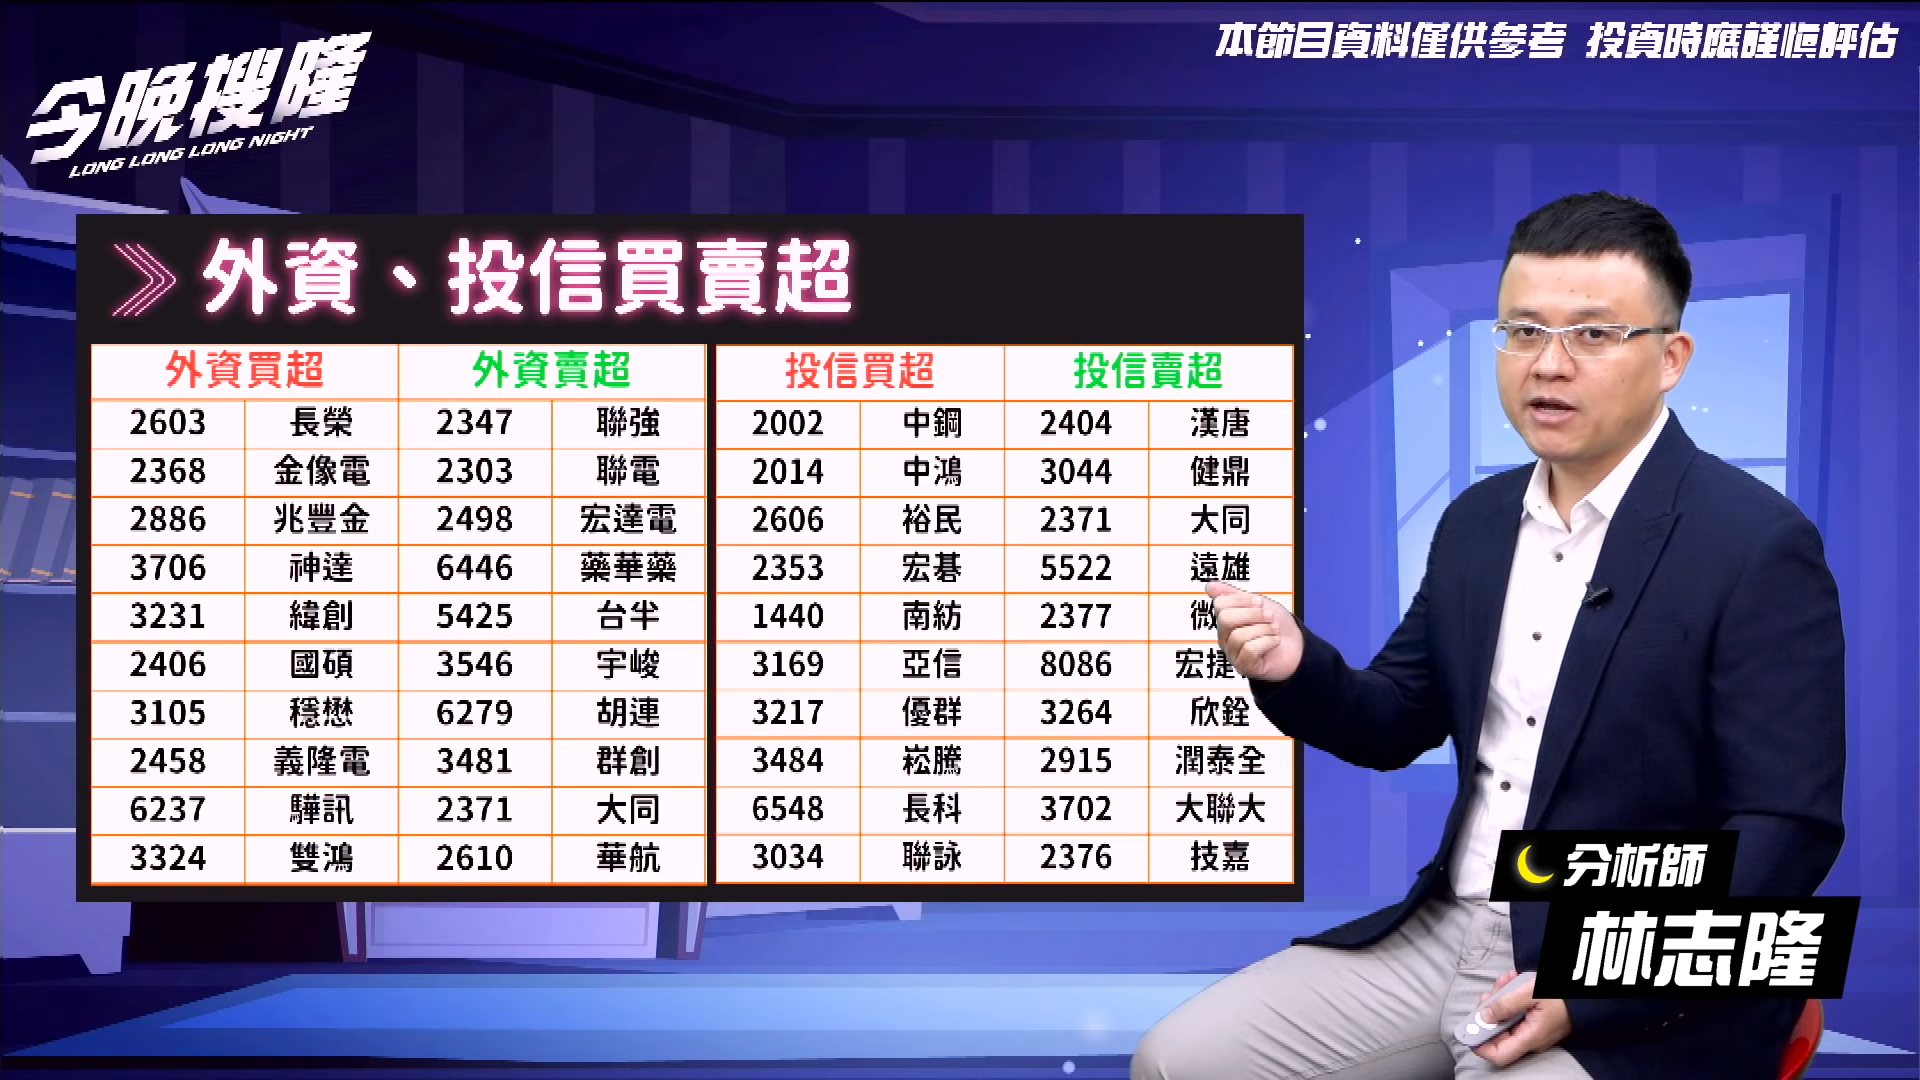 本節目資料僅供參考 投資時應謹慎評估
今晚搜隆
LONG LONG LONG NIGHT
外資、投信買賣超
外資買超 外資賣超 投信買超 投信賣超
2603 長榮 2347 聯強 2002 中鋼 2404 漢唐
2368 金像電 2303 聯電 2014 中鴻 3044 健鼎
2886 兆豐金 2498 宏達電 2606 裕民 2371 大同
3706 神達 6446 藥華藥 2353 宏碁 5522 遠雄
3231 緯創 5425 台半 1440 南紡 2377 微
2406 國碩 3546 宇峻 3169 亞信 8086 宏捷
3105 穩懋 6279 胡連 3217 優群 3264 欣銓
2458 義隆電 3481 群創 3484 崧騰 2915 潤泰全
6237 驊訊 2371 大同 6548 長科 3702 大聯大
3324 雙鴻 2610 華航 3034 聯詠 2376 技嘉
分析師
林志隆